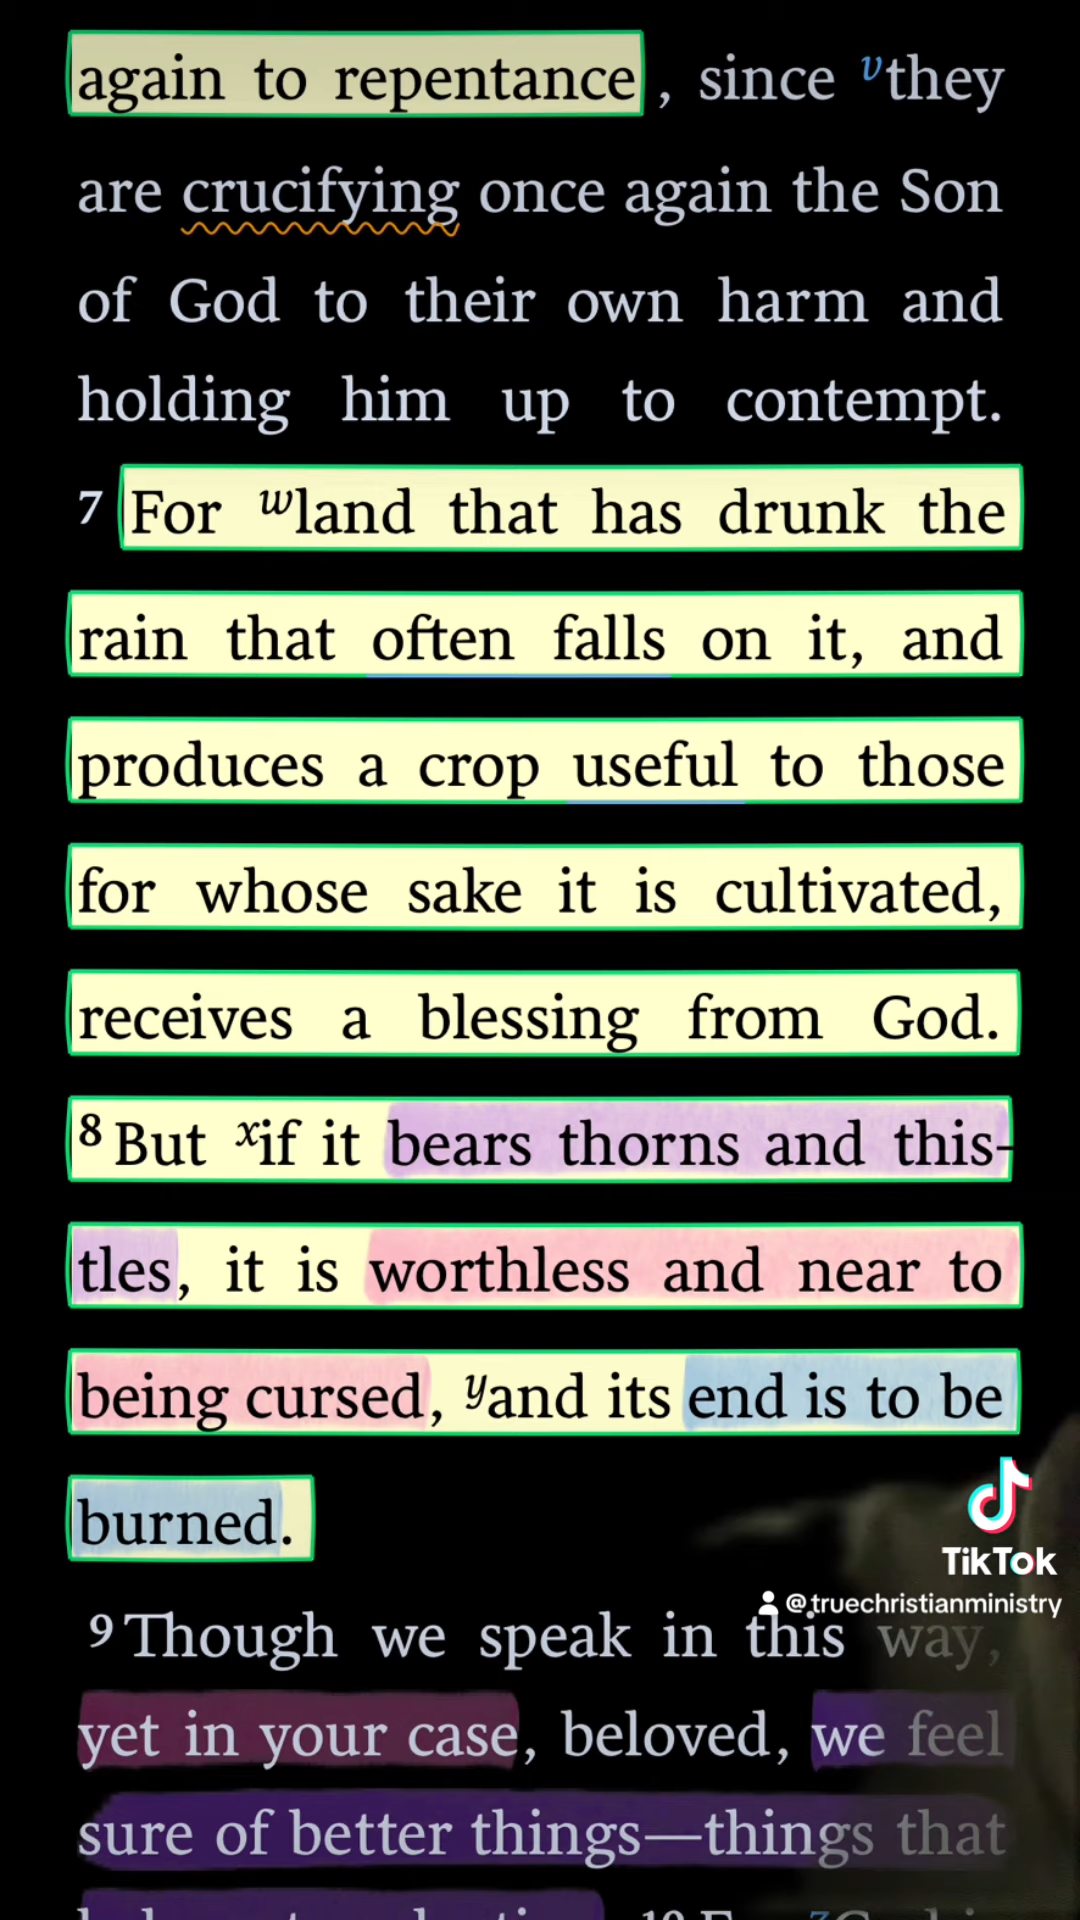 again to repentance, since ᵛthey
are crucifying once again the Son
of God to their own harm and
holding him up to contempt.
7 For ʷland that has drunk the
rain that often falls on it, and
produces a crop useful to those
for whose sake it is cultivated,
receives a blessing from God.
8 But ˣif it bears thorns and this-
tles, it is worthless and near to
being cursed, ʸand its end is to be
burned.
TikTok
@truechristianministry
9 Though we speak in this way,
yet in your case, beloved, we feel
sure of better things—things that